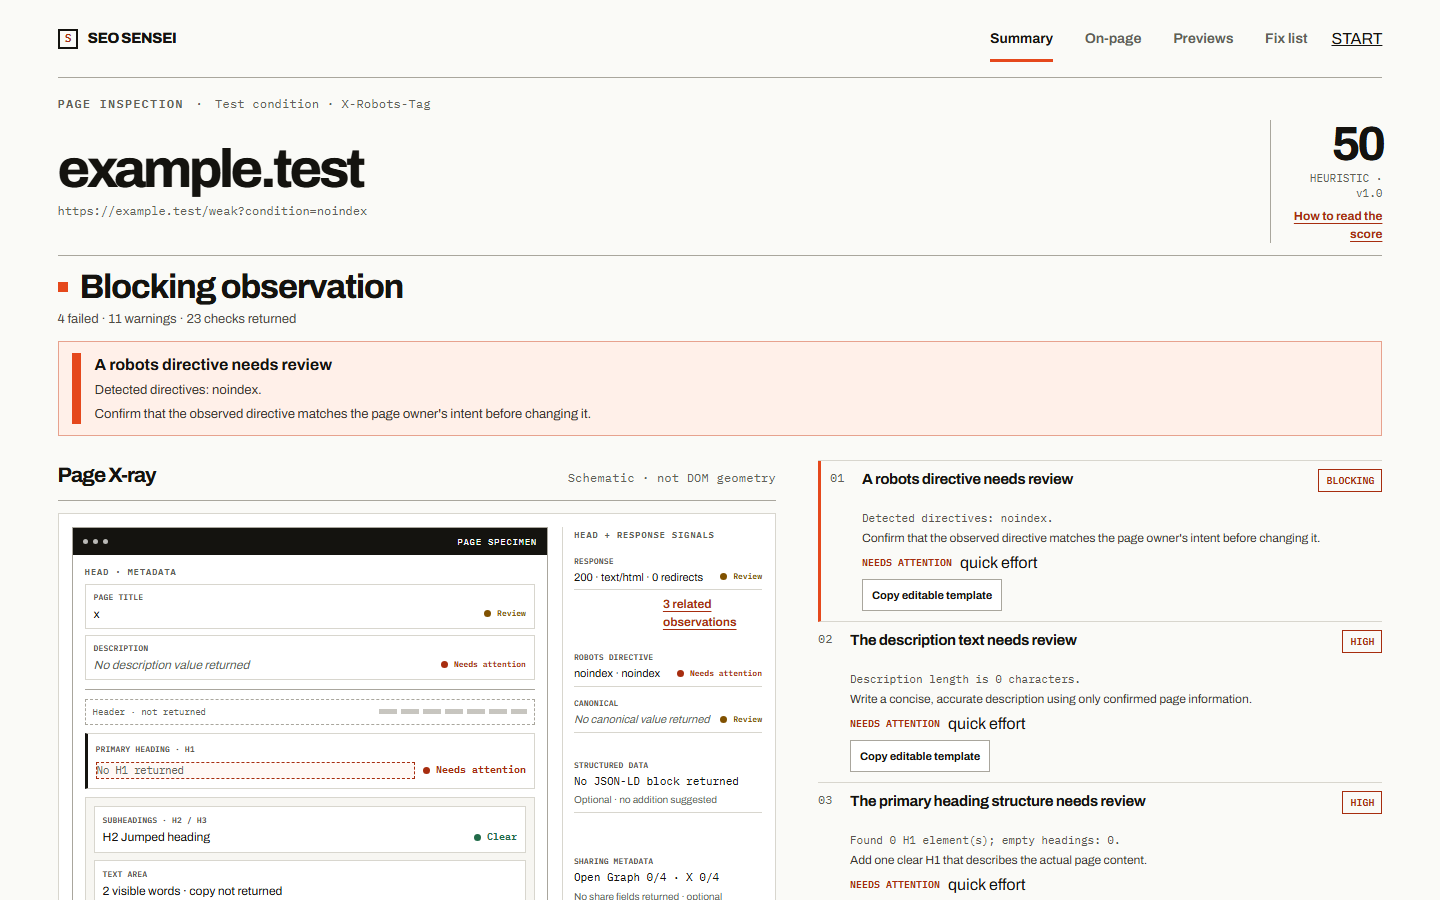 S SEO SENSEI
Summary On-page Previews Fix list START
PAGE INSPECTION · Test condition · X-Robots-Tag
example.test
https://example.test/weak?condition=noindex
50
HEURISTIC ·
v1.0
How to read the
score
Blocking observation
4 failed · 11 warnings · 23 checks returned
A robots directive needs review
Detected directives: noindex.
Confirm that the observed directive matches the page owner's intent before changing it.
Page X-ray
Schematic · not DOM geometry
PAGE SPECIMEN
HEAD · METADATA
PAGE TITLE
x
Review
DESCRIPTION
No description value returned
Needs attention
Header · not returned
PRIMARY HEADING · H1
No H1 returned
Needs attention
SUBHEADINGS · H2 / H3
H2 Jumped heading
Clear
TEXT AREA
2 visible words · copy not returned
HEAD + RESPONSE SIGNALS
RESPONSE
200 · text/html · 0 redirects
Review
3 related
observations
ROBOTS DIRECTIVE
noindex · noindex
Needs attention
CANONICAL
No canonical value returned
Review
STRUCTURED DATA
No JSON-LD block returned
Optional · no addition suggested
SHARING METADATA
Open Graph 0/4 · X 0/4
No share fields returned · optional
01 A robots directive needs review BLOCKING
Detected directives: noindex.
Confirm that the observed directive matches the page owner's intent before changing it.
NEEDS ATTENTION quick effort
Copy editable template
02 The description text needs review HIGH
Description length is 0 characters.
Write a concise, accurate description using only confirmed page information.
NEEDS ATTENTION quick effort
Copy editable template
03 The primary heading structure needs review HIGH
Found 0 H1 element(s); empty headings: 0.
Add one clear H1 that describes the actual page content.
NEEDS ATTENTION quick effort